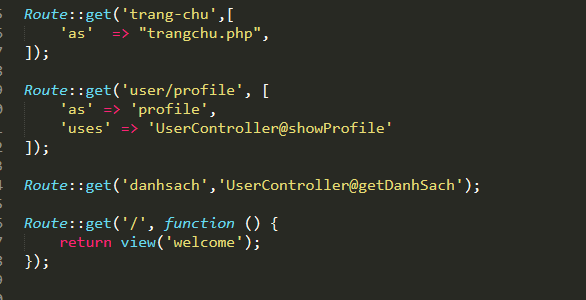 Route::get('trang-chu',[
    'as'  => "trangchu.php",
]);
Route::get('user/profile', [
    'as' => 'profile',
    'uses' => 'UserController@showProfile'
]);
Route::get('danhsach','UserController@getDanhSach');
Route::get('/', function () {
    return view('welcome');
});